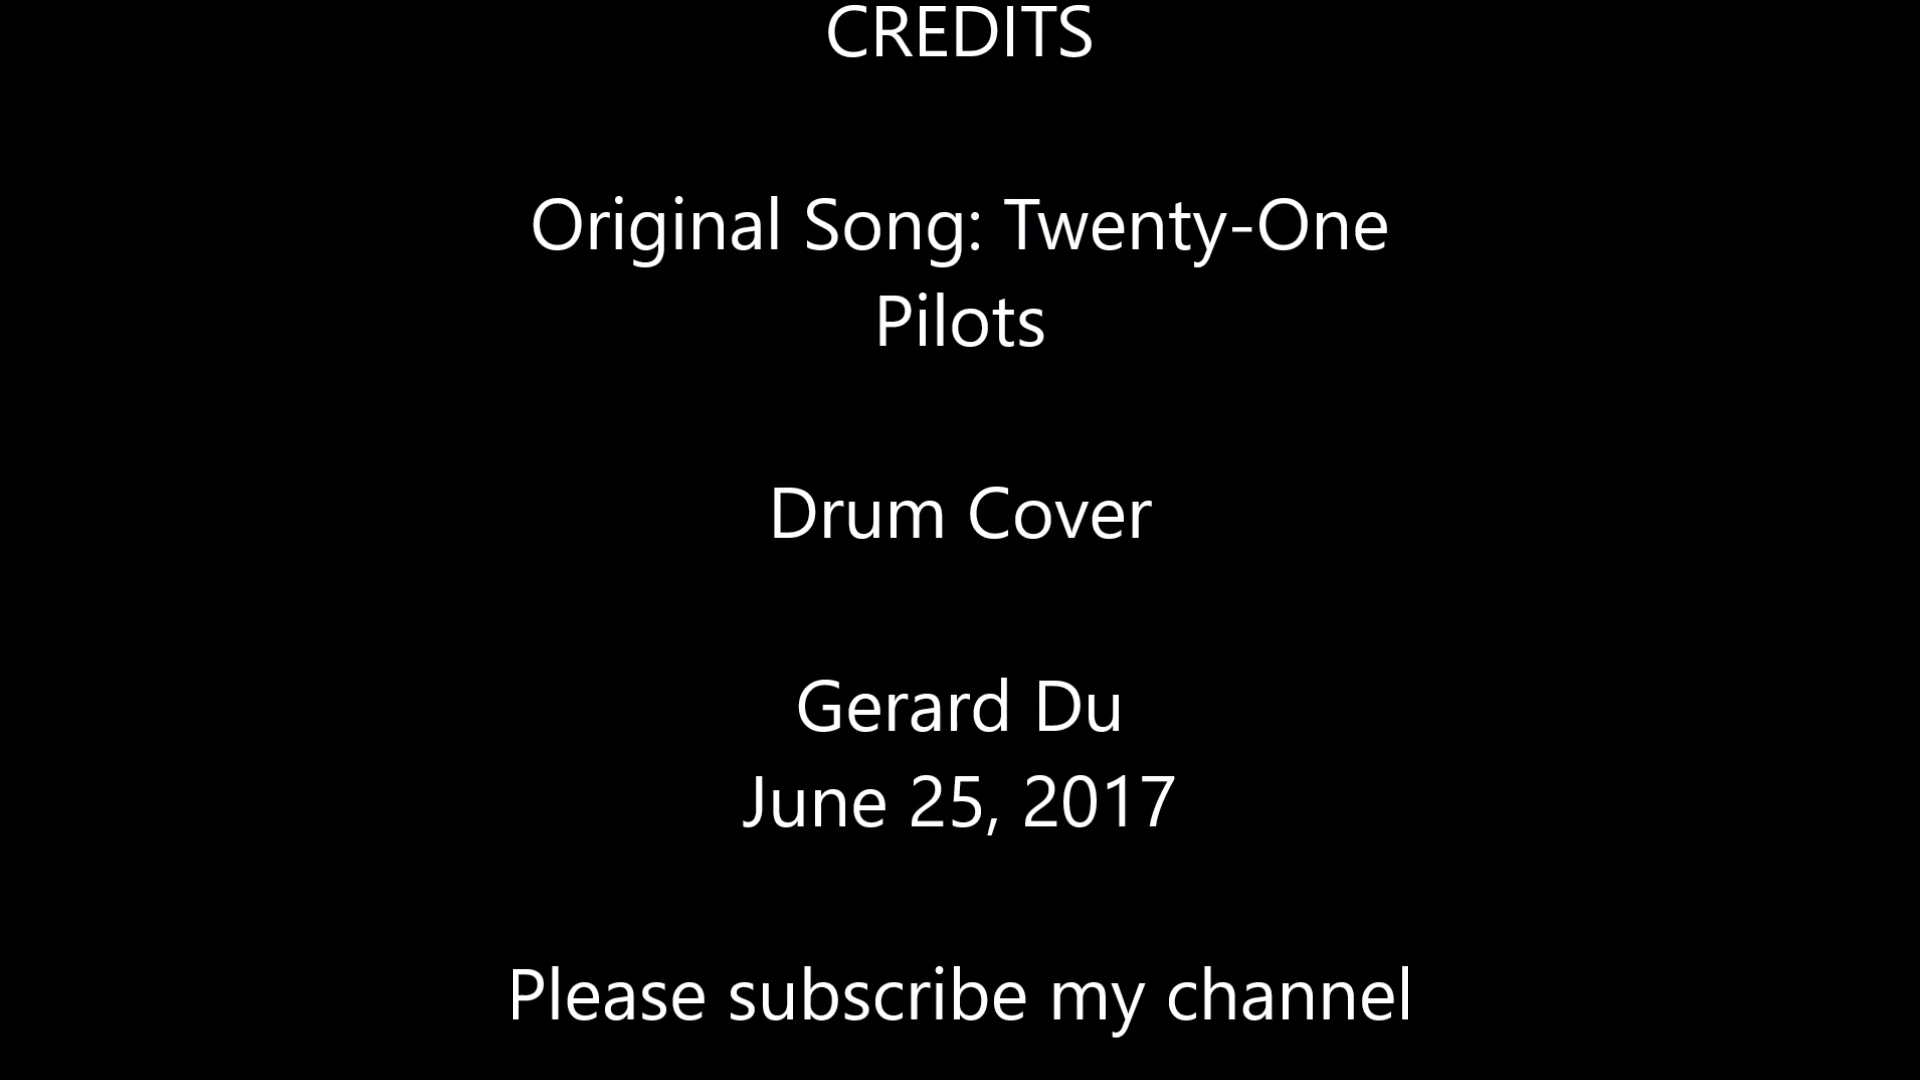 CREDITS
Original Song: Twenty-One
Pilots
Drum Cover
Gerard Du
June 25, 2017
Please subscribe my channel